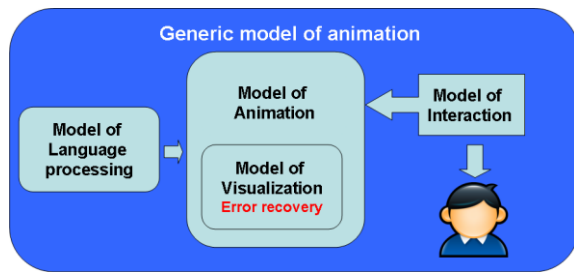 Generic model of animation
Model of
Language
processing
Model of
Animation
Model of
Visualization
Error recovery
Model of
Interaction